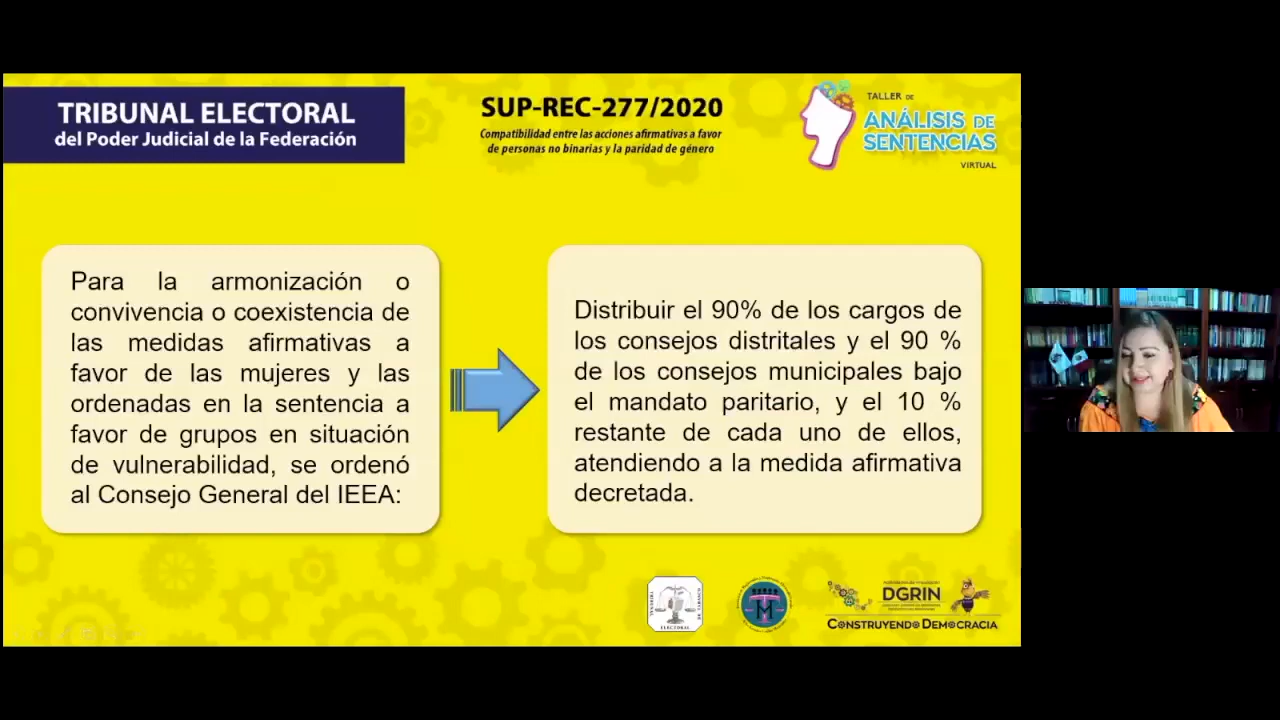 TRIBUNAL ELECTORAL
del Poder Judicial de la Federación
SUP-REC-277/2020
Compatibilidad entre las acciones afirmativas a favor
de personas no binarias y la paridad de género
TALLER DE
ANÁLISIS DE
SENTENCIAS
VIRTUAL
Para la armonización o
convivencia o coexistencia de
las medidas afirmativas a
favor de las mujeres y las
ordenadas en la sentencia a
favor de grupos en situación
de vulnerabilidad, se ordenó
al Consejo General del IEEA:
Distribuir el 90% de los cargos de
los consejos distritales y el 90 %
de los consejos municipales bajo
el mandato paritario, y el 10 %
restante de cada uno de ellos,
atendiendo a la medida afirmativa
decretada.
TRIBUNAL
ELECTORAL
DE TABASCO
DGRIN
CONSTRUYENDO DEMOCRACIA